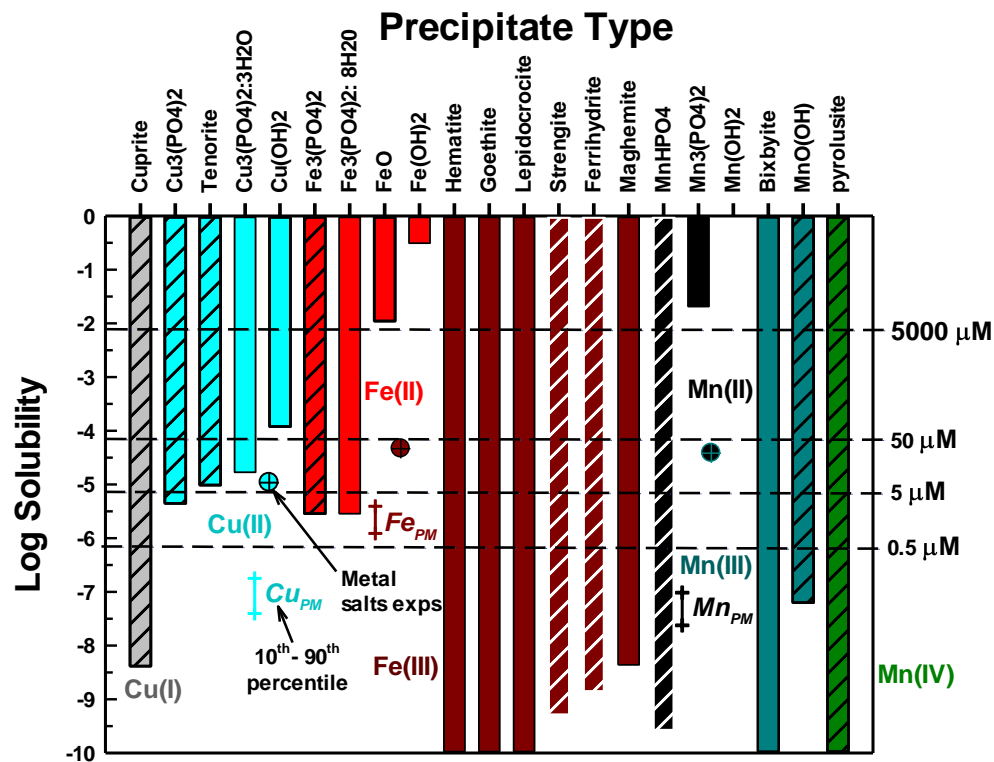 Precipitate Type
Cuprite
Cu3(PO4)2
Tenorite
Cu3(PO4)2:3H2O
Cu(OH)2
Fe3(PO4)2
Fe3(PO4)2: 8H20
FeO
Fe(OH)2
Hematite
Goethite
Lepidocrocite
Strengite
Ferrihydrite
Maghemite
MnHPO4
Mn3(PO4)2
Mn(OH)2
Bixbyite
MnO(OH)
pyrolusite
Log Solubility
0
-1
-2
-3
-4
-5
-6
-7
-8
-9
-10
5000 μM
50 μM
5 μM
0.5 μM
Fe(II)
Mn(II)
Cu(II)
FePM
Mn(III)
CuPM
Metal
salts exps
MnPM
10th - 90th
percentile
Cu(I)
Fe(III)
Mn(IV)